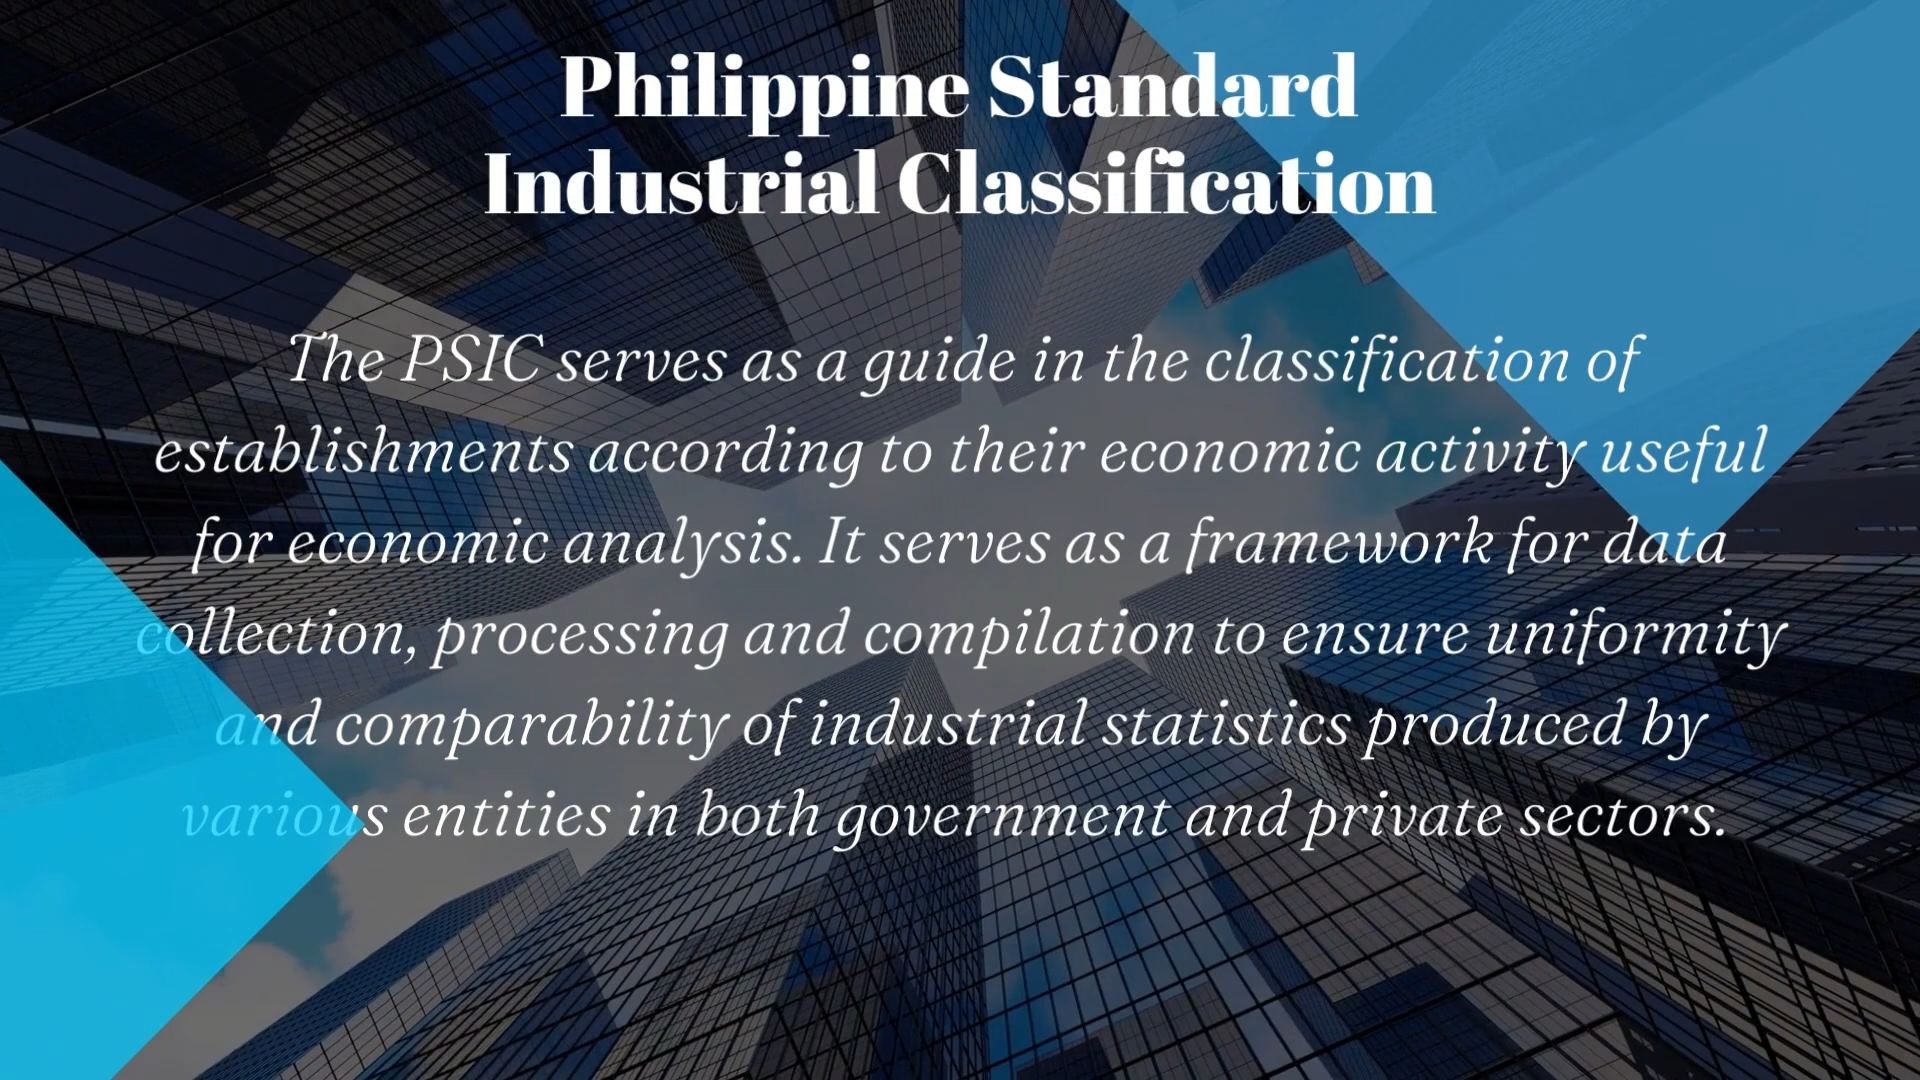 Philippine Standard
Industrial Classification
The PSIC serves as a guide in the classification of
establishments according to their economic activity useful
for economic analysis. It serves as a framework for data
collection, processing and compilation to ensure uniformity
and comparability of industrial statistics produced by
various entities in both government and private sectors.